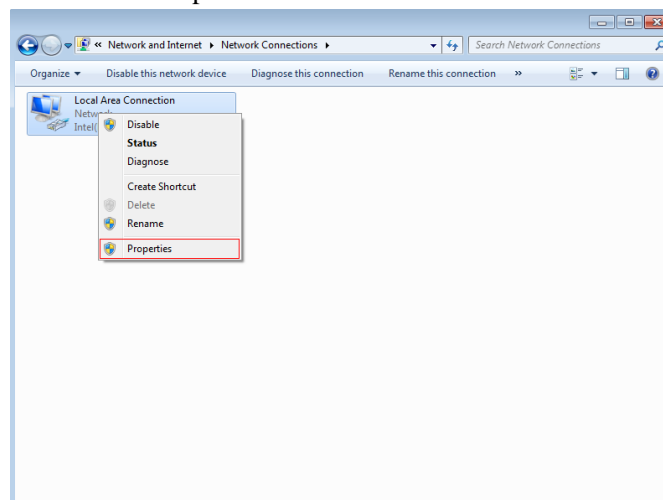 « Network and Internet ▸ Network Connections ▸ Search Network Connections
Organize ▾ Disable this network device Diagnose this connection Rename this connection »
Local Area Connection
Intel(
Disable
Status
Diagnose
Create Shortcut
Delete
Rename
Properties